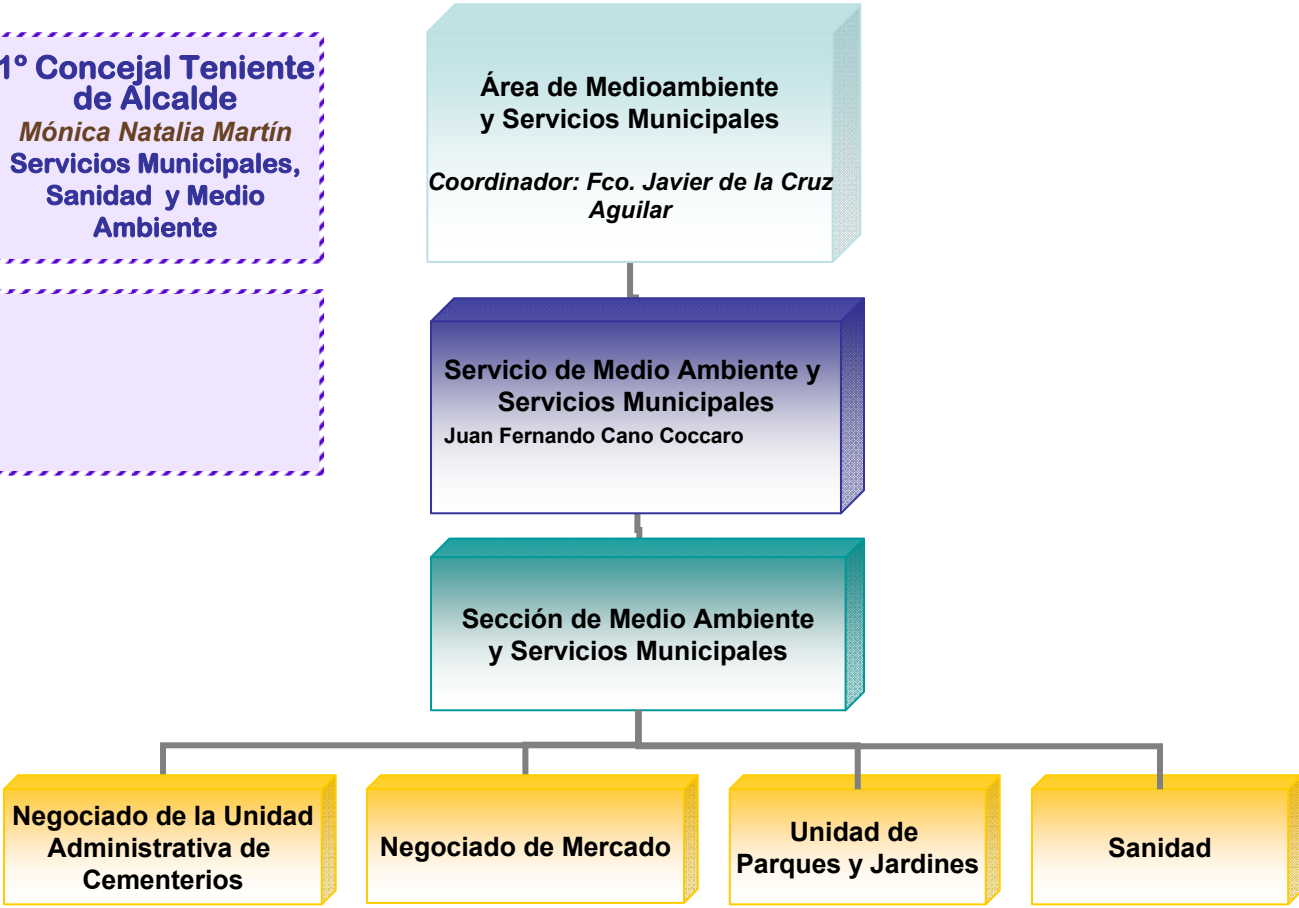 1º Concejal Teniente
de Alcalde
Mónica Natalia Martín
Servicios Municipales,
Sanidad y Medio
Ambiente
Área de Medioambiente
y Servicios Municipales
Coordinador: Fco. Javier de la Cruz
Aguilar
Servicio de Medio Ambiente y
Servicios Municipales
Juan Fernando Cano Coccaro
Sección de Medio Ambiente
y Servicios Municipales
Negociado de la Unidad
Administrativa de
Cementerios
Negociado de Mercado
Unidad de
Parques y Jardines
Sanidad